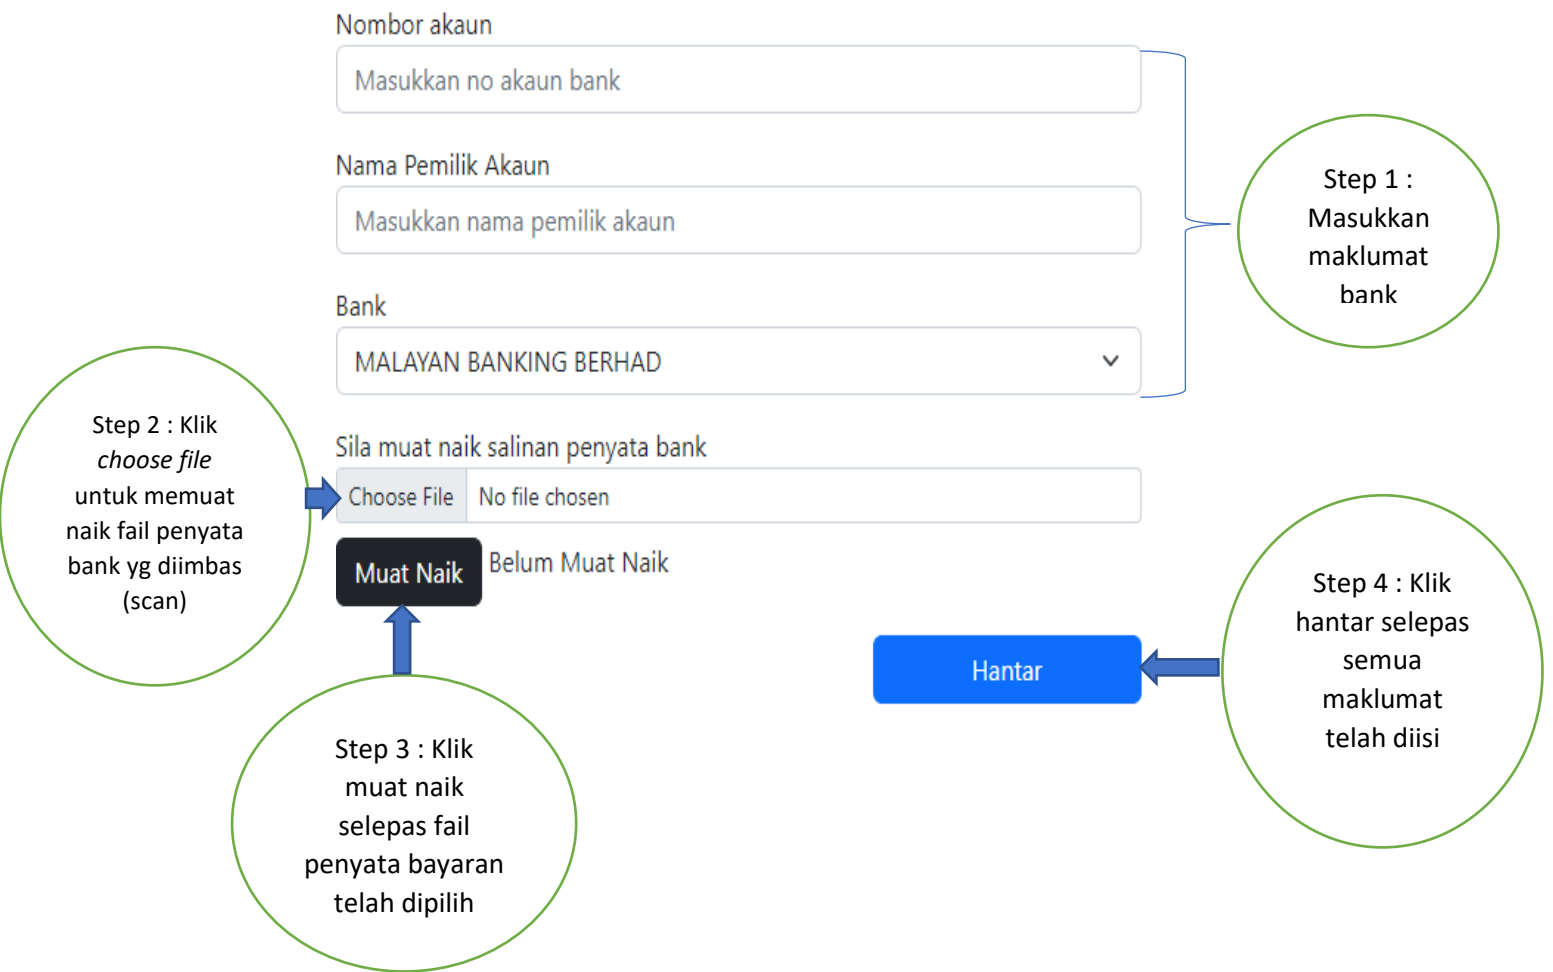 Nombor akaun
Masukkan no akaun bank
Nama Pemilik Akaun
Masukkan nama pemilik akaun
Bank
MALAYAN BANKING BERHAD
Sila muat naik salinan penyata bank
Choose File No file chosen
Muat Naik Belum Muat Naik
Hantar
Step 1 :
Masukkan
maklumat
bank
Step 2 : Klik
choose file
untuk memuat
naik fail penyata
bank yg diimbas
(scan)
Step 3 : Klik
muat naik
selepas fail
penyata bayaran
telah dipilih
Step 4 : Klik
hantar selepas
semua
maklumat
telah diisi